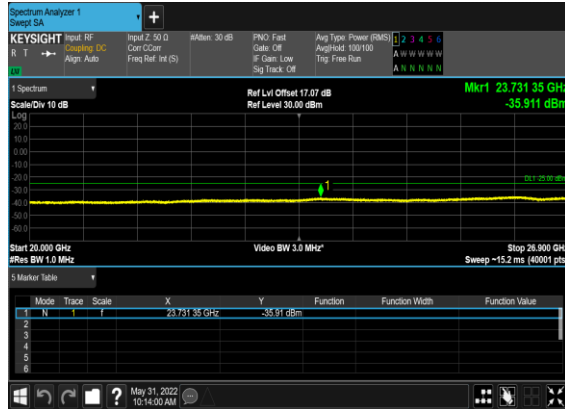 Spectrum Analyzer 1
Swept SA
KEYSIGHT
R T
Input: RF
Coupling: DC
Align: Auto
Input Z: 50 Ω
Corr CCorr
Freq Ref: Int (S)
#Atten: 30 dB
PNO: Fast
Gate: Off
IF Gain: Low
Sig Track: Off
Avg Type: Power (RMS)
Avg|Hold: 100/100
Trig: Free Run
1 2 3 4 5 6
A W W W W W
A N N N N N
1 Spectrum
Scale/Div 10 dB
Ref Lvl Offset 17.07 dB
Ref Level 30.00 dBm
Mkr1 23.731 35 GHz
-35.911 dBm
Log
20.0
10.0
0.00
-10.0
-20.0
-30.0
-40.0
-50.0
-60.0
1
DL1 -25.00 dBm
Start 20.000 GHz
#Res BW 1.0 MHz
Video BW 3.0 MHz*
Stop 26.900 GHz
Sweep ~15.2 ms (40001 pts)
5 Marker Table
Mode Trace Scale X Y Function Function Width Function Value
1 N 1 f 23.731 35 GHz -35.91 dBm
2
3
4
5
6
?
May 31, 2022
10:14:00 AM